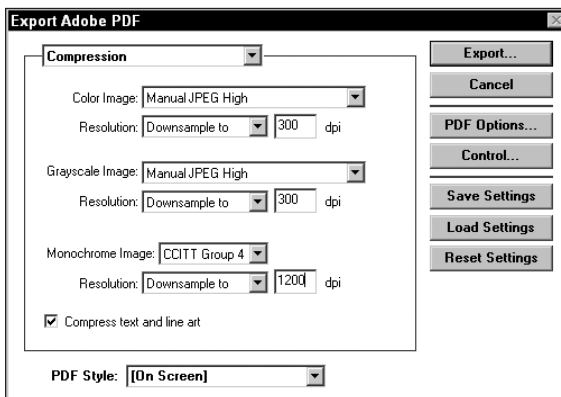 Export Adobe PDF
Compression
Color Image: Manual JPEG High
Resolution: Downsample to 300 dpi
Grayscale Image: Manual JPEG High
Resolution: Downsample to 300 dpi
Monochrome Image: CCITT Group 4
Resolution: Downsample to 1200 dpi
Compress text and line art
PDF Style: [On Screen]
Export...
Cancel
PDF Options...
Control...
Save Settings
Load Settings
Reset Settings